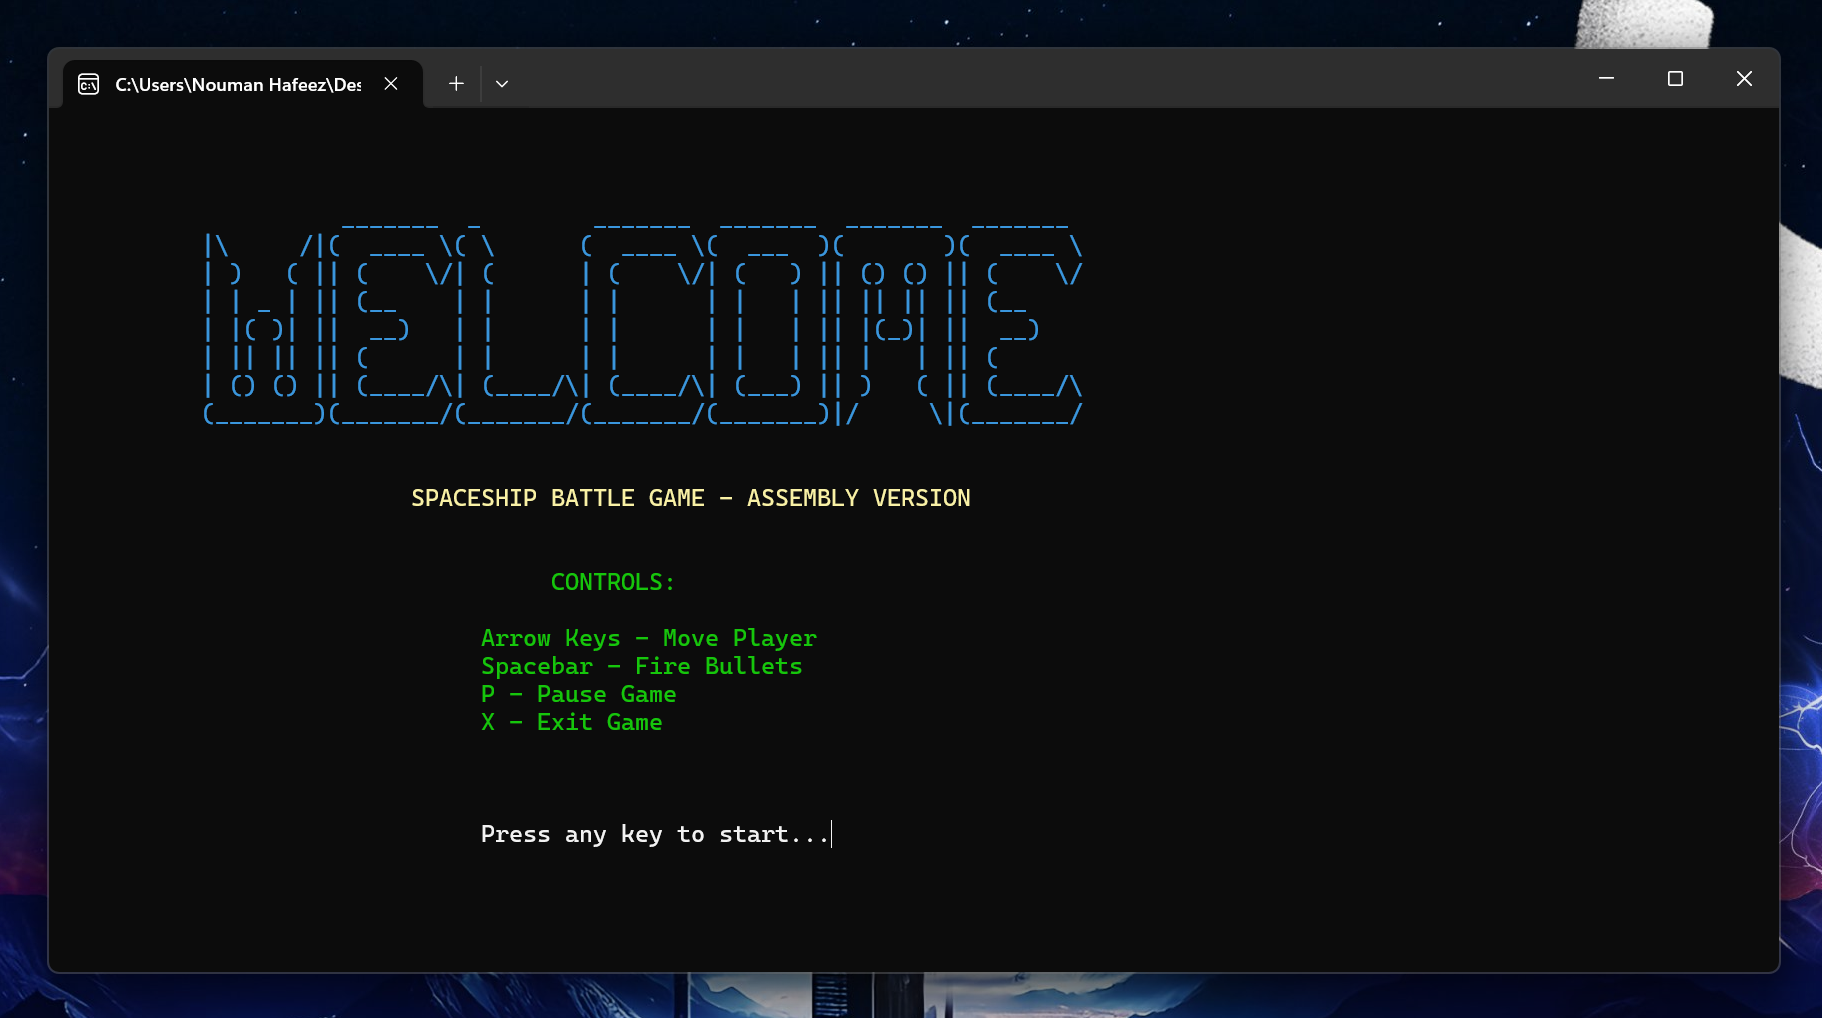 C:\Users\Nouman Hafeez\Des
WELCOME
SPACESHIP BATTLE GAME - ASSEMBLY VERSION
CONTROLS:
Arrow Keys - Move Player
Spacebar - Fire Bullets
P - Pause Game
X - Exit Game
Press any key to start...